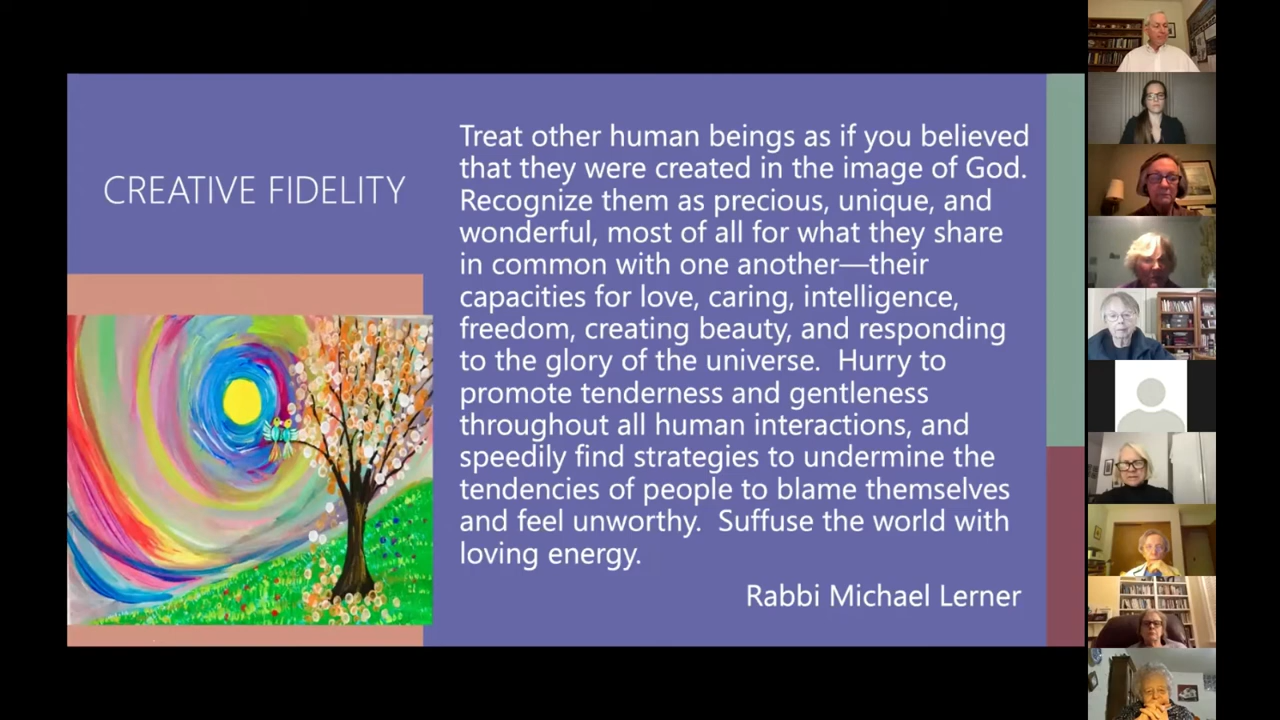 CREATIVE FIDELITY
Treat other human beings as if you believed
that they were created in the image of God.
Recognize them as precious, unique, and
wonderful, most of all for what they share
in common with one another—their
capacities for love, caring, intelligence,
freedom, creating beauty, and responding
to the glory of the universe.  Hurry to
promote tenderness and gentleness
throughout all human interactions, and
speedily find strategies to undermine the
tendencies of people to blame themselves
and feel unworthy.  Suffuse the world with
loving energy.
Rabbi Michael Lerner